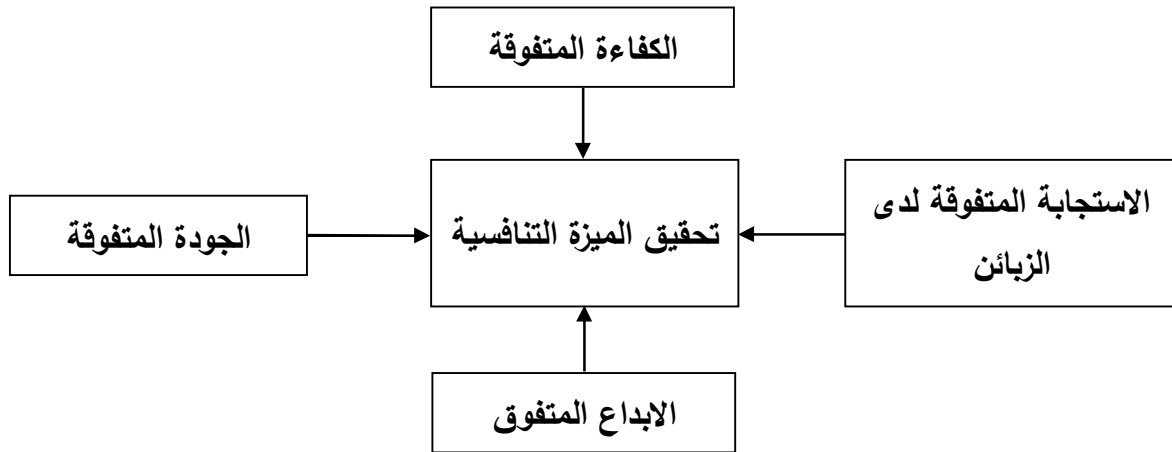 الكفاءة المتفوقة
الاستجابة المتفوقة لدى
الزبائن
تحقيق الميزة التنافسية
الجودة المتفوقة
الابداع المتفوق